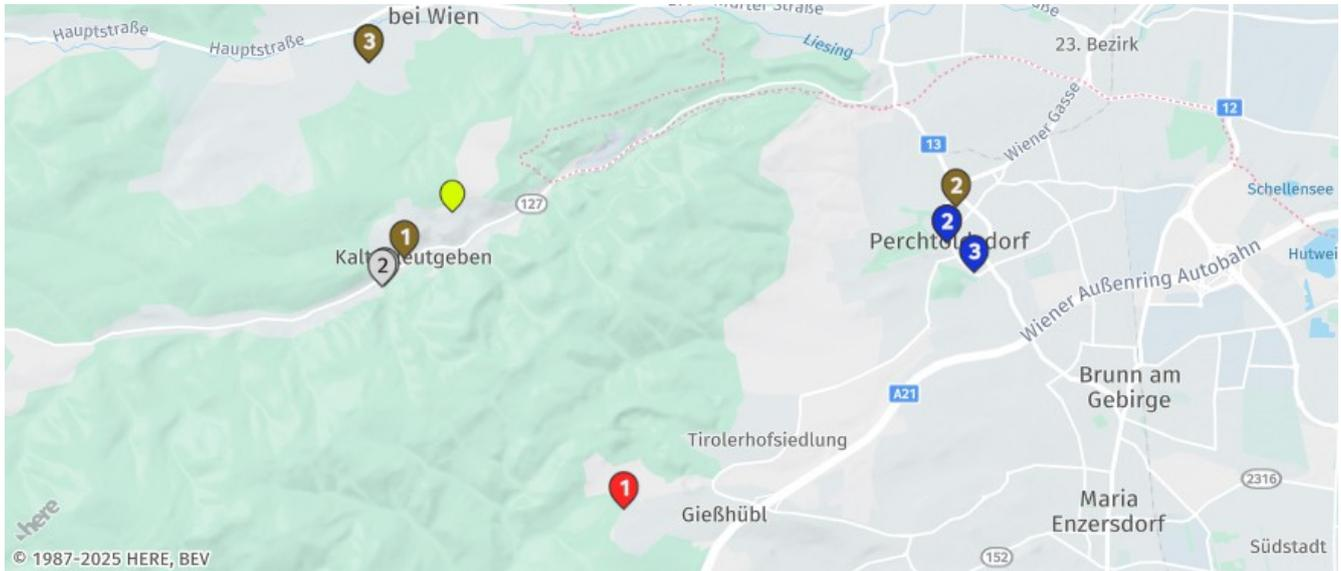 bei Wien
Hauptstraße
Hauptstraße
3
Liesing
23. Bezirk
Wiener Gasse
12
13
2
127
Schellensee
2
Perchtoldsdorf
3
1
Kaltenleutgeben
2
Wiener Außenring Autobahn
A21
Brunn am
Gebirge
Tirolerhofsiedlung
1
Gießhübl
Maria
Enzersdorf
2316
Südstadt
152
here
© 1987-2025 HERE, BEV